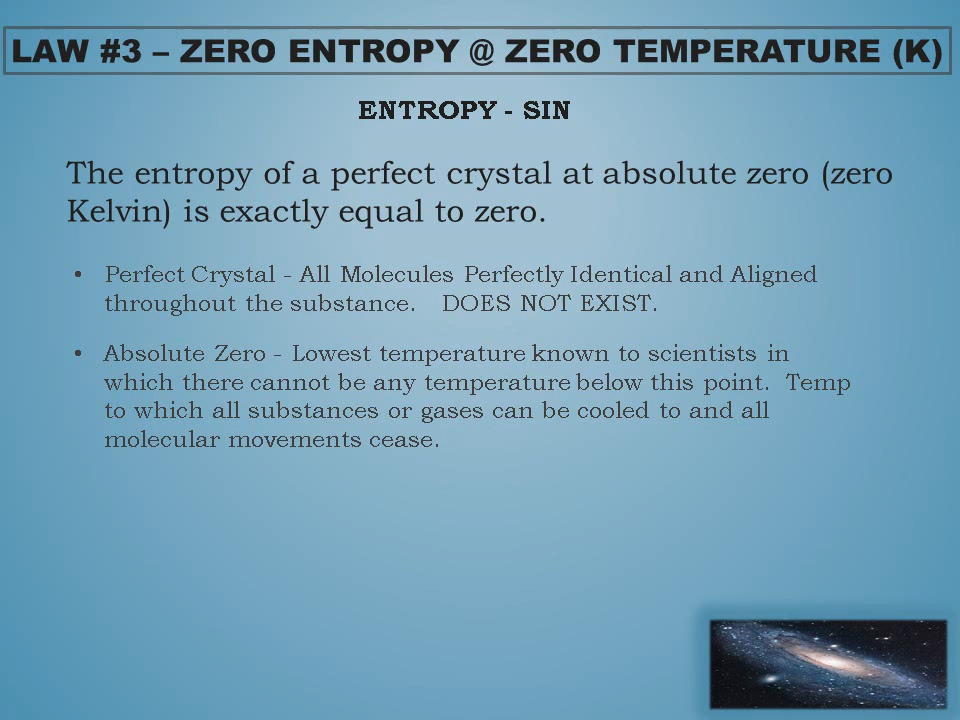 LAW #3 – ZERO ENTROPY @ ZERO TEMPERATURE (K)
ENTROPY - SIN
The entropy of a perfect crystal at absolute zero (zero
Kelvin) is exactly equal to zero.
• Perfect Crystal - All Molecules Perfectly Identical and Aligned
throughout the substance. DOES NOT EXIST.
• Absolute Zero - Lowest temperature known to scientists in
which there cannot be any temperature below this point. Temp
to which all substances or gases can be cooled to and all
molecular movements cease.